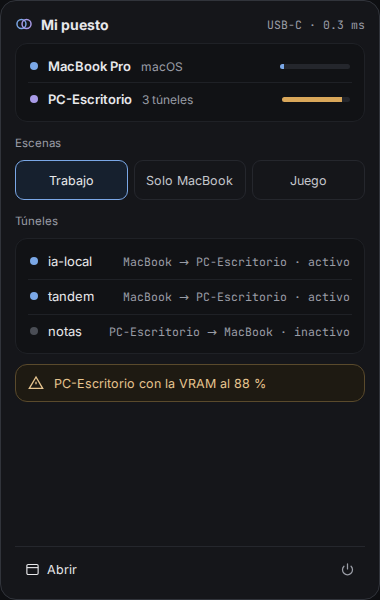 Mi puesto USB-C · 0.3 ms
MacBook Pro macOS
PC-Escritorio 3 túneles
Escenas
Trabajo Solo MacBook Juego
Túneles
ia-local MacBook → PC-Escritorio · activo
tandem MacBook → PC-Escritorio · activo
notas PC-Escritorio → MacBook · inactivo
PC-Escritorio con la VRAM al 88 %
Abrir